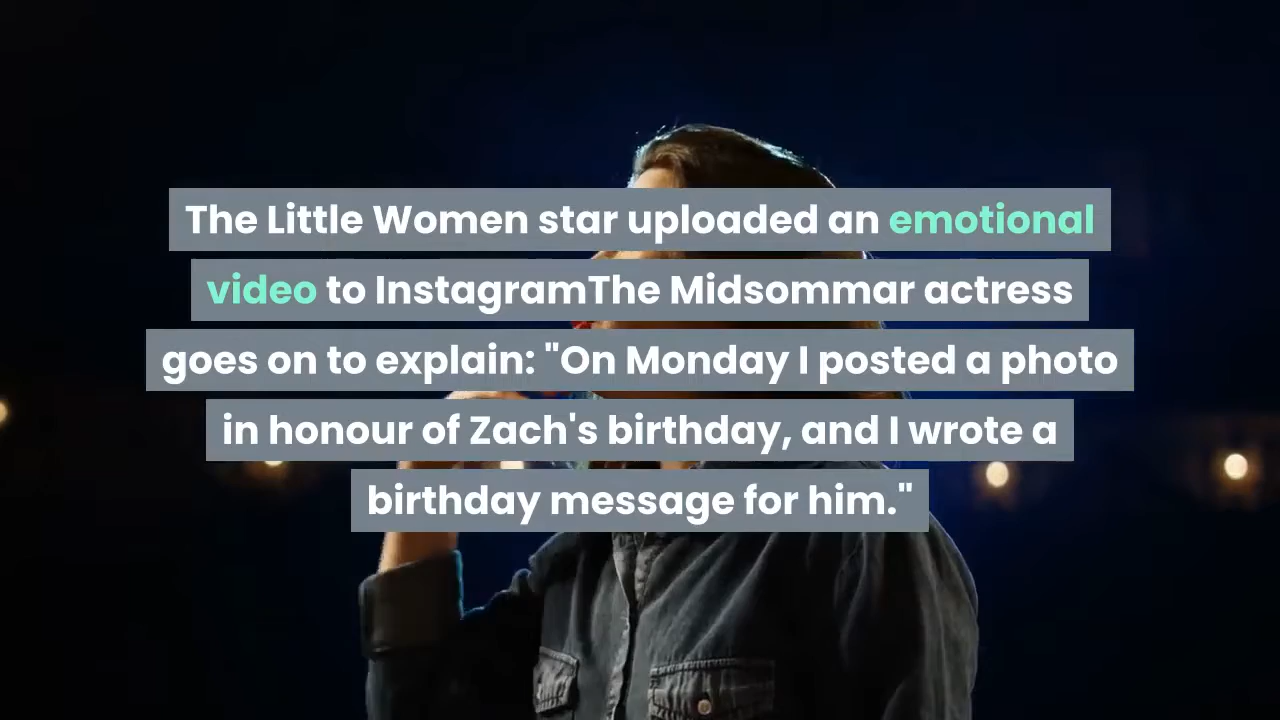 The Little Women star uploaded an emotional
video to InstagramThe Midsommar actress
goes on to explain: "On Monday I posted a photo
in honour of Zach's birthday, and I wrote a
birthday message for him."